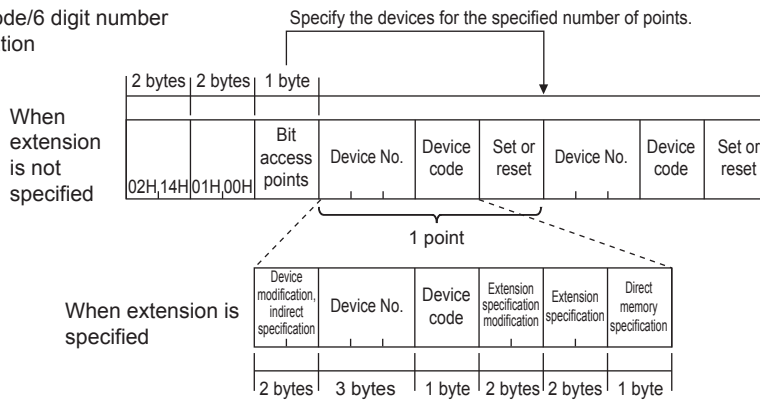 ode/6 digit number
tion
Specify the devices for the specified number of points.
2 bytes 2 bytes 1 byte
When
extension
is not
specified
02H,14H 01H,00H
Bit
access
points
Device No.
Device
code
Set or
reset
Device No.
Device
code
Set or
reset
1 point
When extension is
specified
Device
modification,
indirect
specification
Device No.
Device
code
Extension
specification
modification
Extension
specification
Direct
memory
specification
2 bytes 3 bytes 1 byte 2 bytes 2 bytes 1 byte